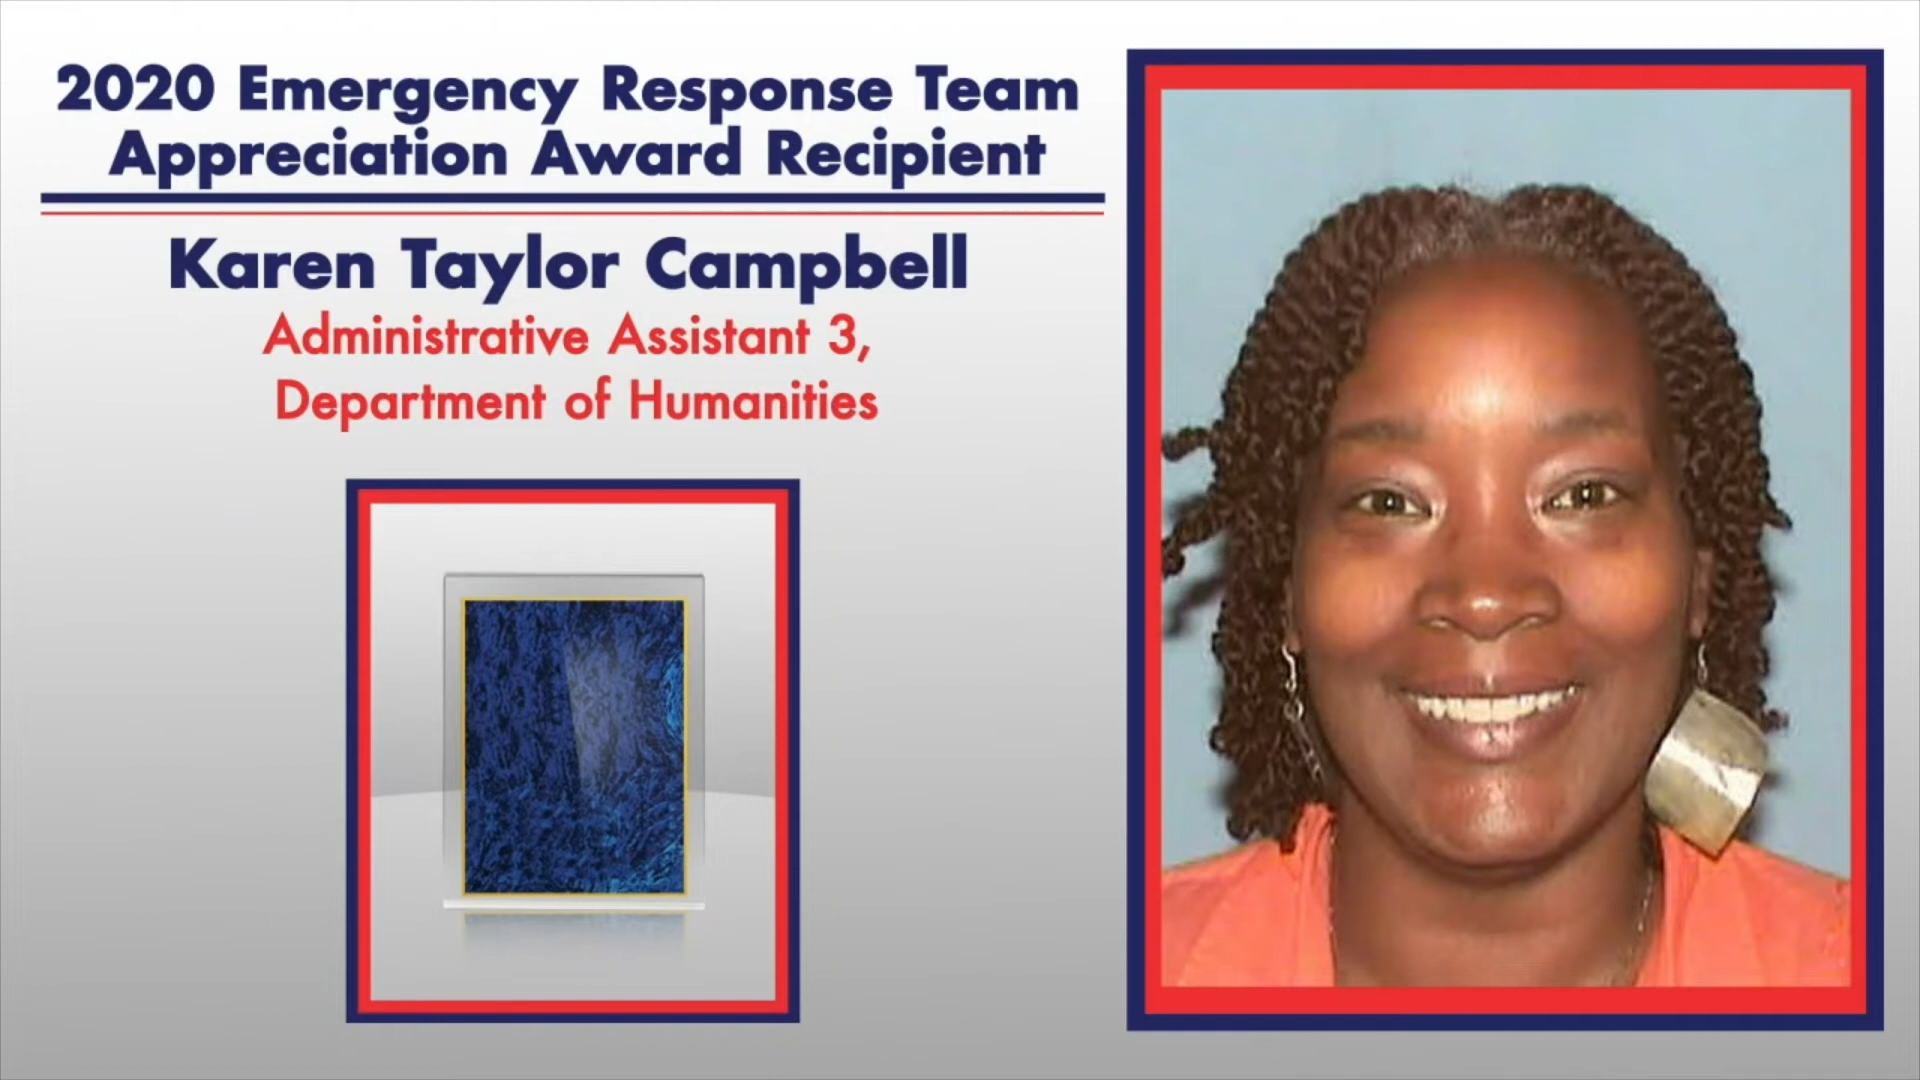 2020 Emergency Response Team
Appreciation Award Recipient
Karen Taylor Campbell
Administrative Assistant 3,
Department of Humanities